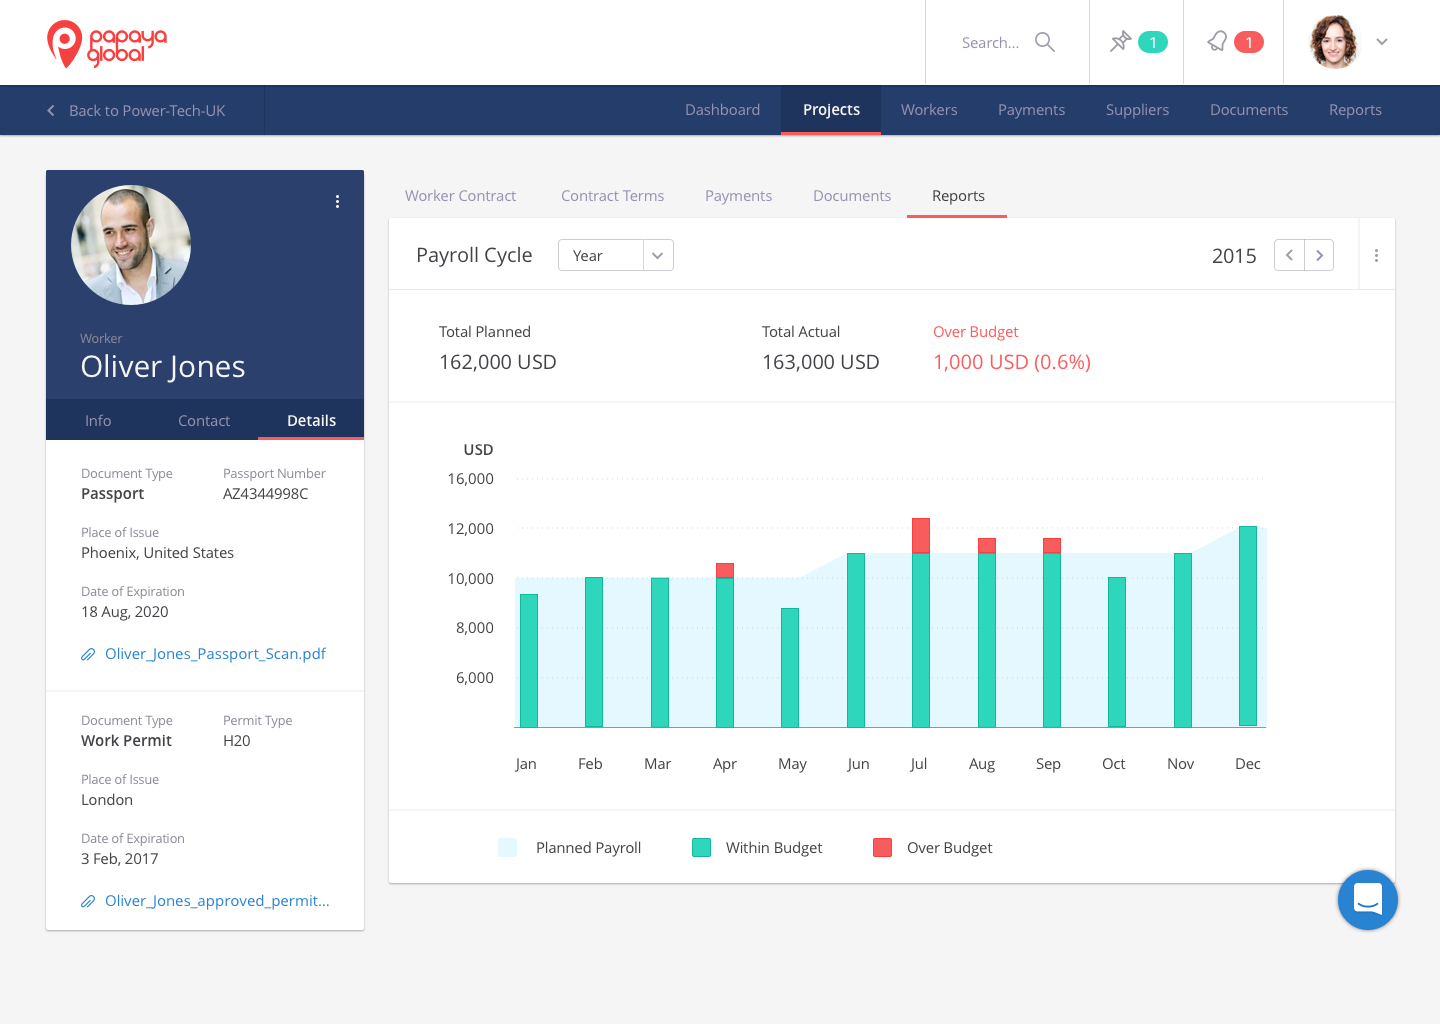 papaya
global
Search...
1
1
Back to Power-Tech-UK
Dashboard
Projects
Workers
Payments
Suppliers
Documents
Reports
Worker
Oliver Jones
Info
Contact
Details
Document Type
Passport Number
Passport
AZ4344998C
Place of Issue
Phoenix, United States
Date of Expiration
18 Aug, 2020
Oliver_Jones_Passport_Scan.pdf
Document Type
Permit Type
Work Permit
H20
Place of Issue
London
Date of Expiration
3 Feb, 2017
Oliver_Jones_approved_permit...
Worker Contract
Contract Terms
Payments
Documents
Reports
Payroll Cycle
Year
2015
Total Planned
162,000 USD
Total Actual
163,000 USD
Over Budget
1,000 USD (0.6%)
USD
16,000
12,000
10,000
8,000
6,000
Jan
Feb
Mar
Apr
May
Jun
Jul
Aug
Sep
Oct
Nov
Dec
Planned Payroll
Within Budget
Over Budget